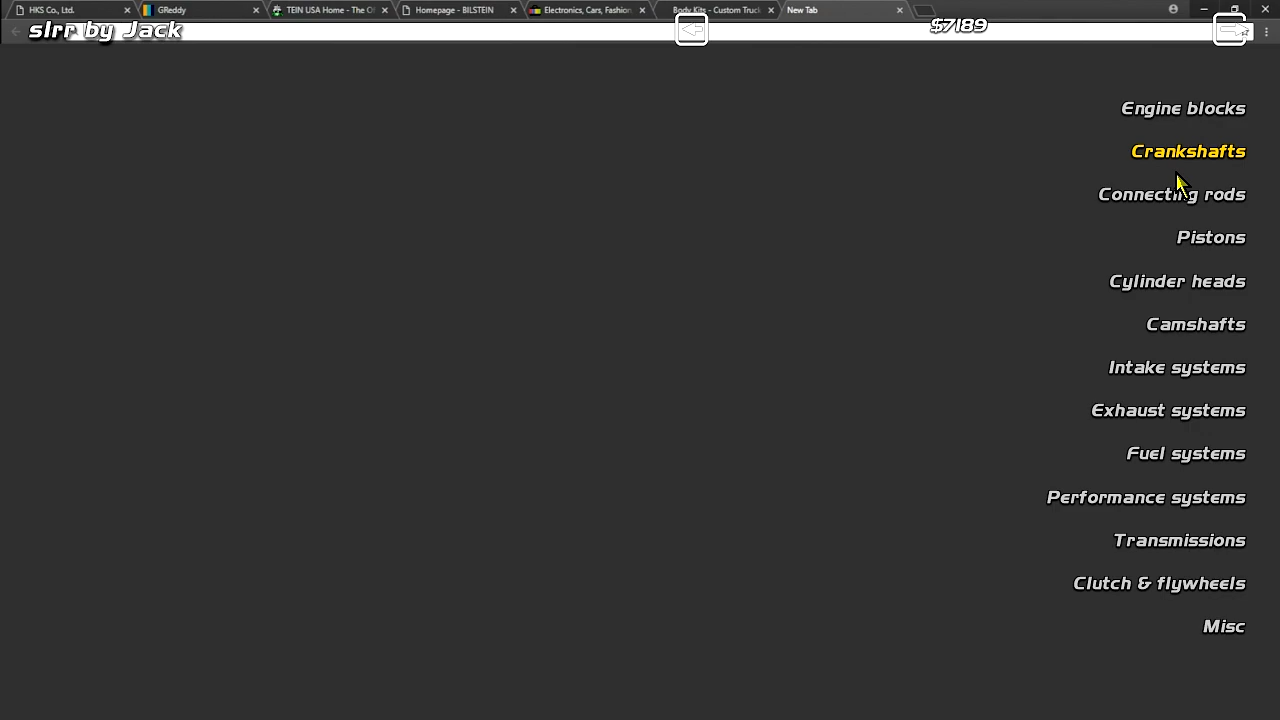 HKS Co., Ltd.
GReddy
TEIN USA Home - The Of
Homepage - BILSTEIN
Electronics, Cars, Fashion
Body Kits - Custom Truck
New Tab
slrr by Jack
$7189
Engine blocks
Crankshafts
Connecting rods
Pistons
Cylinder heads
Camshafts
Intake systems
Exhaust systems
Fuel systems
Performance systems
Transmissions
Clutch & flywheels
Misc